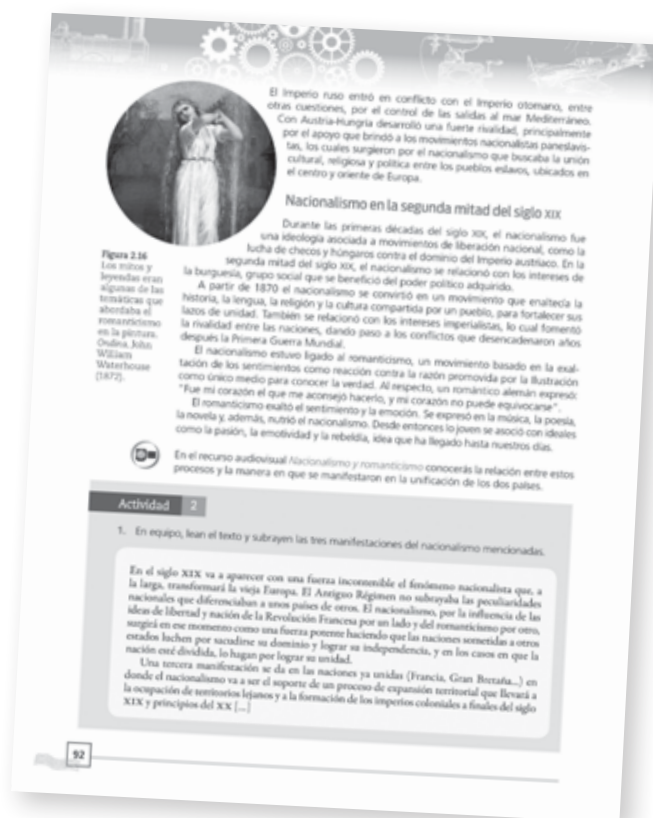 El Imperio ruso entró en conflicto con el Imperio otomano, entre
otras cuestiones, por el control de las salidas al mar Mediterráneo.
Con Austria-Hungría desarrolló una fuerte rivalidad, principalmente
por el apoyo que brindó a los movimientos nacionalistas paneslavis-
tas, los cuales surgieron por el nacionalismo que buscaba la unión
cultural, religiosa y política entre los pueblos eslavos, ubicados en
el centro y oriente de Europa.
Nacionalismo en la segunda mitad del siglo XIX
Durante las primeras décadas del siglo XIX, el nacionalismo fue
una ideología asociada a movimientos de liberación nacional, como la
lucha de checos y húngaros contra el dominio del Imperio austriaco. En la
segunda mitad del siglo XIX, el nacionalismo se relacionó con los intereses de
la burguesía, grupo social que se benefició del poder político adquirido.
A partir de 1870 el nacionalismo se convirtió en un movimiento que enaltecía la
historia, la lengua, la religión y la cultura compartida por un pueblo, para fortalecer sus
lazos de unidad. También se relacionó con los intereses imperialistas, lo cual fomentó
la rivalidad entre las naciones, dando paso a los conflictos que desencadenaron años
después la Primera Guerra Mundial.
El nacionalismo estuvo ligado al romanticismo, un movimiento basado en la exal-
tación de los sentimientos como reacción contra la razón promovida por la Ilustración
como único medio para conocer la verdad. Al respecto, un romántico alemán expresó:
"Fue mi corazón el que me aconsejó hacerlo, y mi corazón no puede equivocarse".
El romanticismo exaltó el sentimiento y la emoción. Se expresó en la música, la poesía,
la novela y, además, nutrió el nacionalismo. Desde entonces lo joven se asoció con ideales
como la pasión, la emotividad y la rebeldía, idea que ha llegado hasta nuestros días.
Figura 2.16
Los mitos y
leyendas eran
algunas de las
temáticas que
abordaba el
romanticismo
en la pintura.
Ondina, John
William
Waterhouse
(1872).
En el recurso audiovisual Nacionalismo y romanticismo conocerás la relación entre estos
procesos y la manera en que se manifestaron en la unificación de los dos países.
Actividad 2
1. En equipo, lean el texto y subrayen las tres manifestaciones del nacionalismo mencionadas.
En el siglo XIX va a aparecer con una fuerza incontenible el fenómeno nacionalista que, a
la larga, transformará la vieja Europa. El Antiguo Régimen no subrayaba las peculiaridades
nacionales que diferenciaban a unos países de otros. El nacionalismo, por la influencia de las
ideas de libertad y nación de la Revolución Francesa por un lado y del romanticismo por otro,
surgirá en ese momento como una fuerza potente haciendo que las naciones sometidas a otros
estados luchen por sacudirse su dominio y lograr su independencia, y en los casos en que la
nación esté dividida, lo hagan por lograr su unidad.
Una tercera manifestación se da en las naciones ya unidas (Francia, Gran Bretaña...) en
donde el nacionalismo va a ser el soporte de un proceso de expansión territorial que llevará a
la ocupación de territorios lejanos y a la formación de los imperios coloniales a finales del siglo
XIX y principios del XX [...]
92